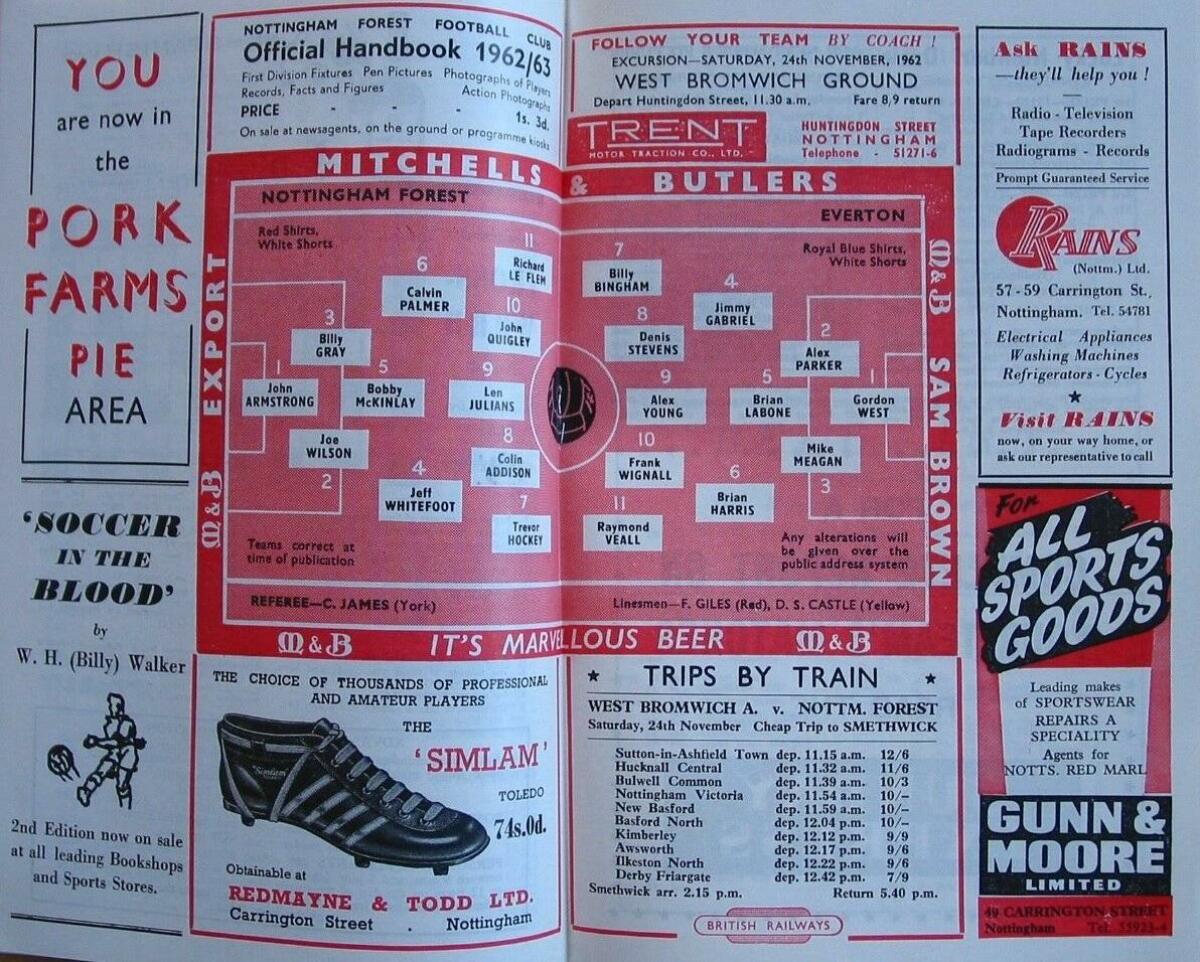 YOU
are now in
the
PORK
FARMS
PIE
AREA
'SOCCER
IN THE
BLOOD'
by
W. H. (Billy) Walker
2nd Edition now on sale
at all leading Bookshops
and Sports Stores.
NOTTINGHAM FOREST FOOTBALL CLUB
Official Handbook 1962/63
First Division Fixtures Pen Pictures Photographs of Players
Records, Facts and Figures Action Photographs
PRICE - - - 1s. 3d.
On sale at newsagents, on the ground or programme kiosks
FOLLOW YOUR TEAM BY COACH !
EXCURSION—SATURDAY, 24th NOVEMBER, 1962
WEST BROMWICH GROUND
Depart Huntingdon Street, 11.30 a.m. Fare 8/9 return
TRENT
MOTOR TRACTION CO., LTD.
HUNTINGDON STREET
NOTTINGHAM
Telephone - 51271-6
MITCHELLS & BUTLERS
M&B EXPORT
NOTTINGHAM FOREST
Red Shirts,
White Shorts
1
John
ARMSTRONG
3
Billy
GRAY
Joe
WILSON
2
6
Calvin
PALMER
5
Bobby
McKINLAY
4
Jeff
WHITEFOOT
11
Richard
LE FLEM
10
John
QUIGLEY
9
Len
JULIANS
8
Colin
ADDISON
7
Trevor
HOCKEY
Teams correct at
time of publication
EVERTON
Royal Blue Shirts,
White Shorts
7
Billy
BINGHAM
8
Denis
STEVENS
9
Alex
YOUNG
10
Frank
WIGNALL
11
Raymond
VEALL
4
Jimmy
GABRIEL
5
Brian
LABONE
6
Brian
HARRIS
2
Alex
PARKER
Mike
MEAGAN
3
1
Gordon
WEST
Any alterations will
be given over the
public address system
M&B SAM BROWN
REFEREE—C. JAMES (York)
Linesmen—F. GILES (Red), D. S. CASTLE (Yellow)
M&B IT'S MARVELLOUS BEER M&B
THE CHOICE OF THOUSANDS OF PROFESSIONAL
AND AMATEUR PLAYERS
THE
'SIMLAM'
TOLEDO
74s.0d.
Simlam
Obtainable at
REDMAYNE & TODD LTD.
Carrington Street . Nottingham
★ TRIPS BY TRAIN ★
WEST BROMWICH A. v. NOTTM. FOREST
Saturday, 24th November Cheap Trip to SMETHWICK
Sutton-in-Ashfield Town dep. 11.15 a.m. 12/6
Hucknall Central dep. 11.32 a.m. 11/6
Bulwell Common dep. 11.39 a.m. 10/3
Nottingham Victoria dep. 11.54 a.m. 10/-
New Basford dep. 11.59 a.m. 10/-
Basford North dep. 12.04 p.m. 10/-
Kimberley dep. 12.12 p.m. 9/9
Awsworth dep. 12.17 p.m. 9/6
Ilkeston North dep. 12.22 p.m. 9/6
Derby Friargate dep. 12.42 p.m. 7/9
Smethwick arr. 2.15 p.m. Return 5.40 p.m.
BRITISH RAILWAYS
Ask RAINS
—they'll help you !
Radio - Television
Tape Recorders
Radiograms - Records
Prompt Guaranteed Service
RAINS
(Nottm.) Ltd.
57-59 Carrington St.,
Nottingham. Tel. 54781
Electrical Appliances
Washing Machines
Refrigerators - Cycles
★
Visit RAINS
now, on your way home, or
ask our representative to call
For
ALL
SPORTS
GOODS
Leading makes
of SPORTSWEAR
REPAIRS A
SPECIALITY
Agents for
NOTTS. RED MARL
GUNN &
MOORE
LIMITED
49 CARRINGTON STREET
Nottingham Tel. 55923-4